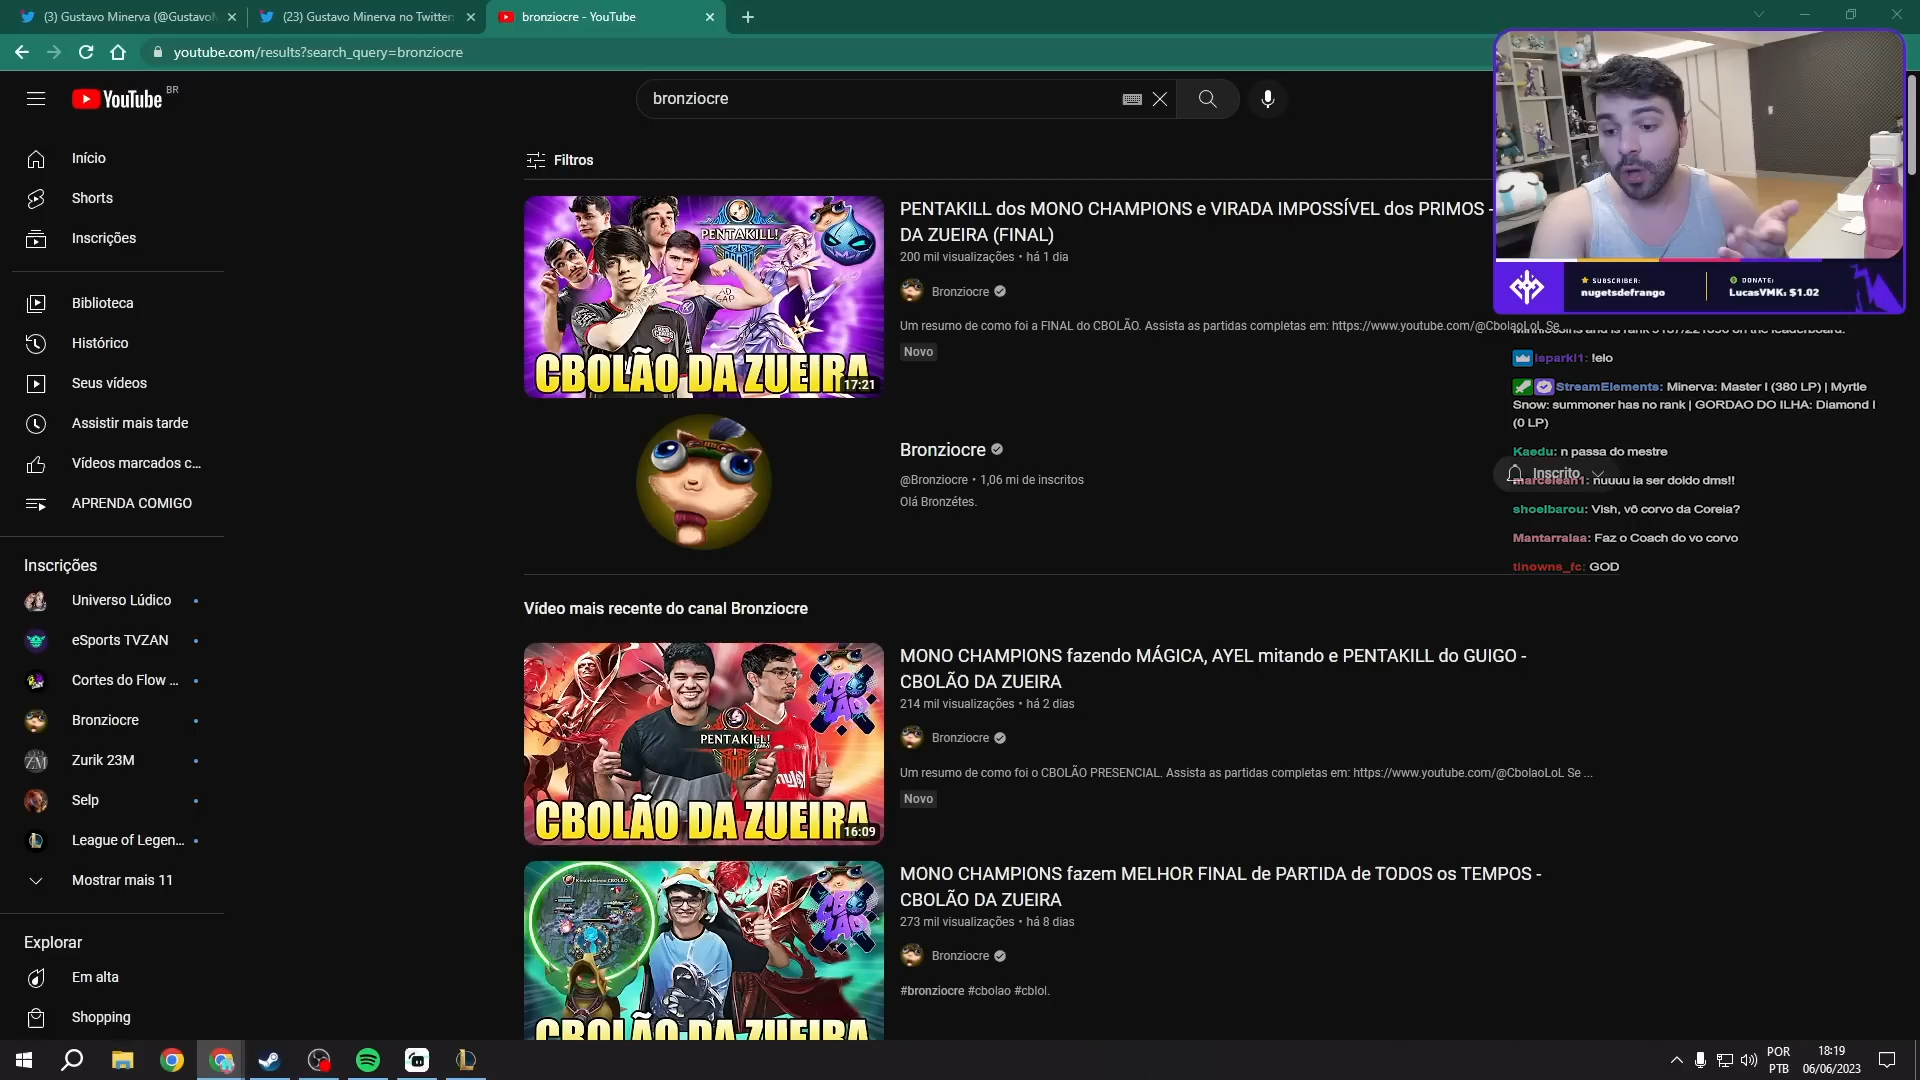 (3) Gustavo Minerva (@GustavoM
(23) Gustavo Minerva no Twitter:
bronziocre - YouTube
youtube.com/results?search_query=bronziocre
YouTube
BR
bronziocre
Início
Shorts
Inscrições
Biblioteca
Histórico
Seus vídeos
Assistir mais tarde
Vídeos marcados c...
APRENDA COMIGO
Inscrições
Universo Lúdico
eSports TVZAN
Cortes do Flow ...
Bronziocre
Zurik 23M
Selp
League of Legen...
Mostrar mais 11
Explorar
Em alta
Shopping
Filtros
PENTAKILL!
CBOLÃO DA ZUEIRA
17:21
PENTAKILL dos MONO CHAMPIONS e VIRADA IMPOSSÍVEL dos PRIMOS -
DA ZUEIRA (FINAL)
200 mil visualizações • há 1 dia
Bronziocre
Um resumo de como foi a FINAL do CBOLÃO. Assista as partidas completas em: https://www.youtube.com/@CbolaoLoL Se
Novo
Bronziocre
@Bronziocre • 1,06 mi de inscritos
Olá Bronzétes.
Inscrito
Vídeo mais recente do canal Bronziocre
PENTAKILL!
CBOLÃO DA ZUEIRA
16:09
MONO CHAMPIONS fazendo MÁGICA, AYEL mitando e PENTAKILL do GUIGO -
CBOLÃO DA ZUEIRA
214 mil visualizações • há 2 dias
Bronziocre
Um resumo de como foi o CBOLÃO PRESENCIAL. Assista as partidas completas em: https://www.youtube.com/@CbolaoLoL Se ...
Novo
CBOLÃO DA ZUEIRA
MONO CHAMPIONS fazem MELHOR FINAL de PARTIDA de TODOS os TEMPOS -
CBOLÃO DA ZUEIRA
273 mil visualizações • há 8 dias
Bronziocre
#bronziocre #cbolao #cblol.
SUBSCRIBER:
nugetsdefrango
DONATE:
LucasVMK: $1.02
isparki1: !elo
StreamElements: Minerva: Master I (380 LP) | Myrtle
Snow: summoner has no rank | GORDAO DO ILHA: Diamond I
(0 LP)
Kaedu: n passa do mestre
marcelean1: nuuuu ia ser doido dms!!
shoelbarou: Vish, vô corvo da Coreia?
Mantarralaa: Faz o Coach do vo corvo
tinowns_fc: GOD
POR
PTB
18:19
06/06/2023